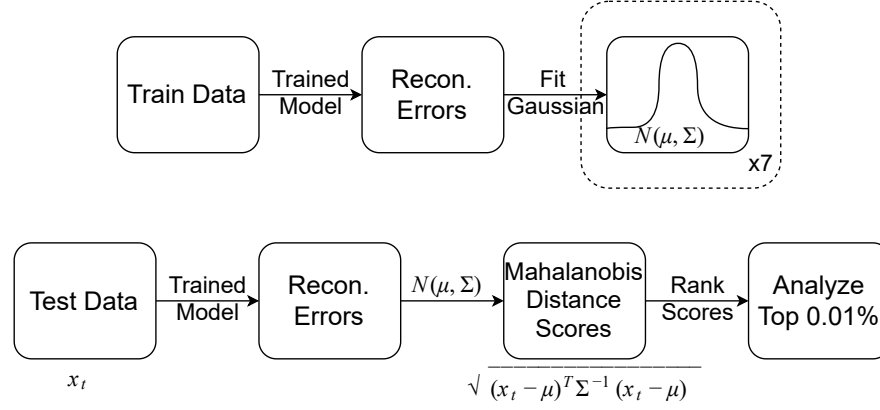 Train Data
Trained
Model
Recon.
Errors
Fit
Gaussian
N(μ, Σ)
x7
Test Data
x_t
Trained
Model
Recon.
Errors
N(μ, Σ)
Mahalanobis
Distance
Scores
√(x_t − μ)^T Σ^−1 (x_t − μ)
Rank
Scores
Analyze
Top 0.01%